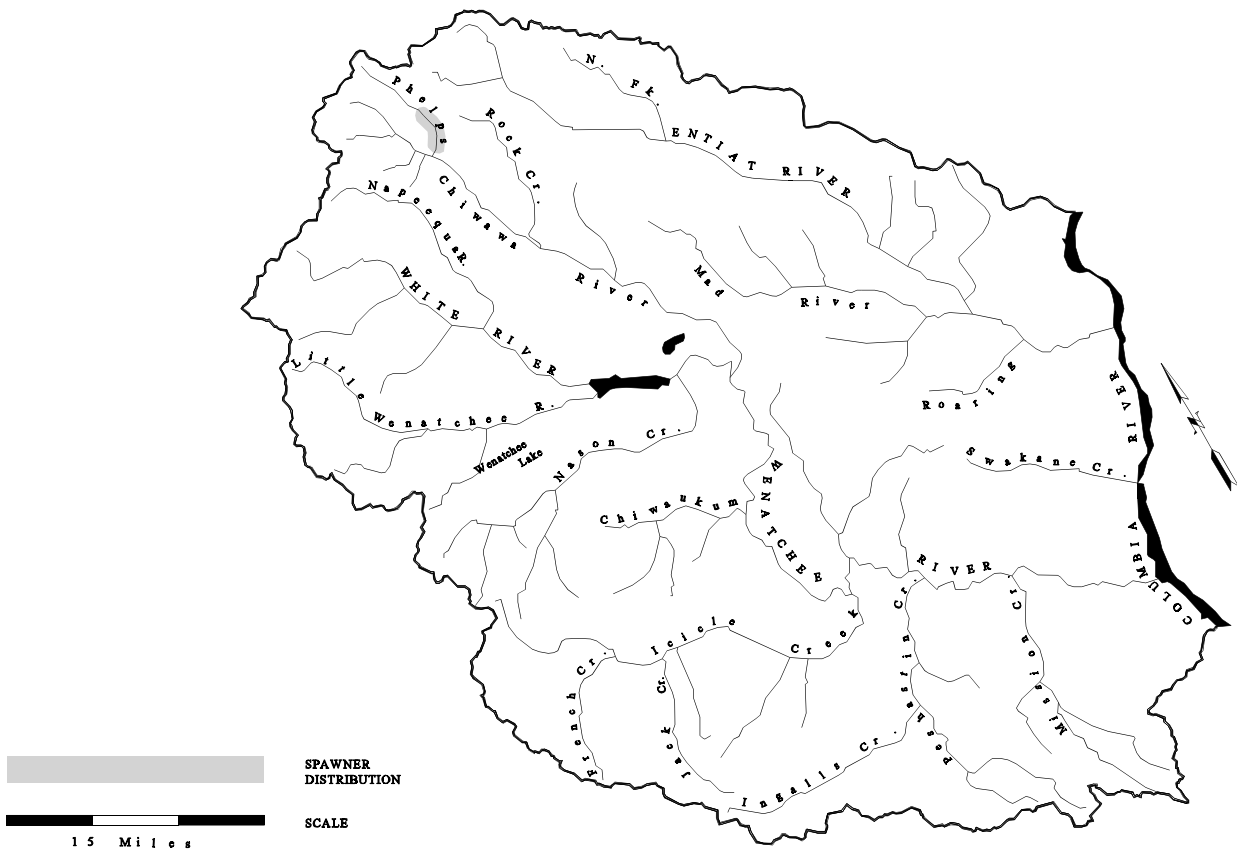 N. Fk.
Phelps
Rock Cr.
ENTIAT RIVER
Chiwawa River
Napeequa R.
WHITE RIVER
Mad River
Little Wenatchee R.
Roaring
RIVER
Wenatchee
Lake
Nason Cr.
Swakane Cr.
Chiwaukum
WENATCHEE
RIVER
COLUMBIA
Icicle Creek
French Cr.
Jack Cr.
Peshastin Cr.
Mission Cr.
Ingalls Cr.
SPAWNER
DISTRIBUTION
SCALE
15 Miles